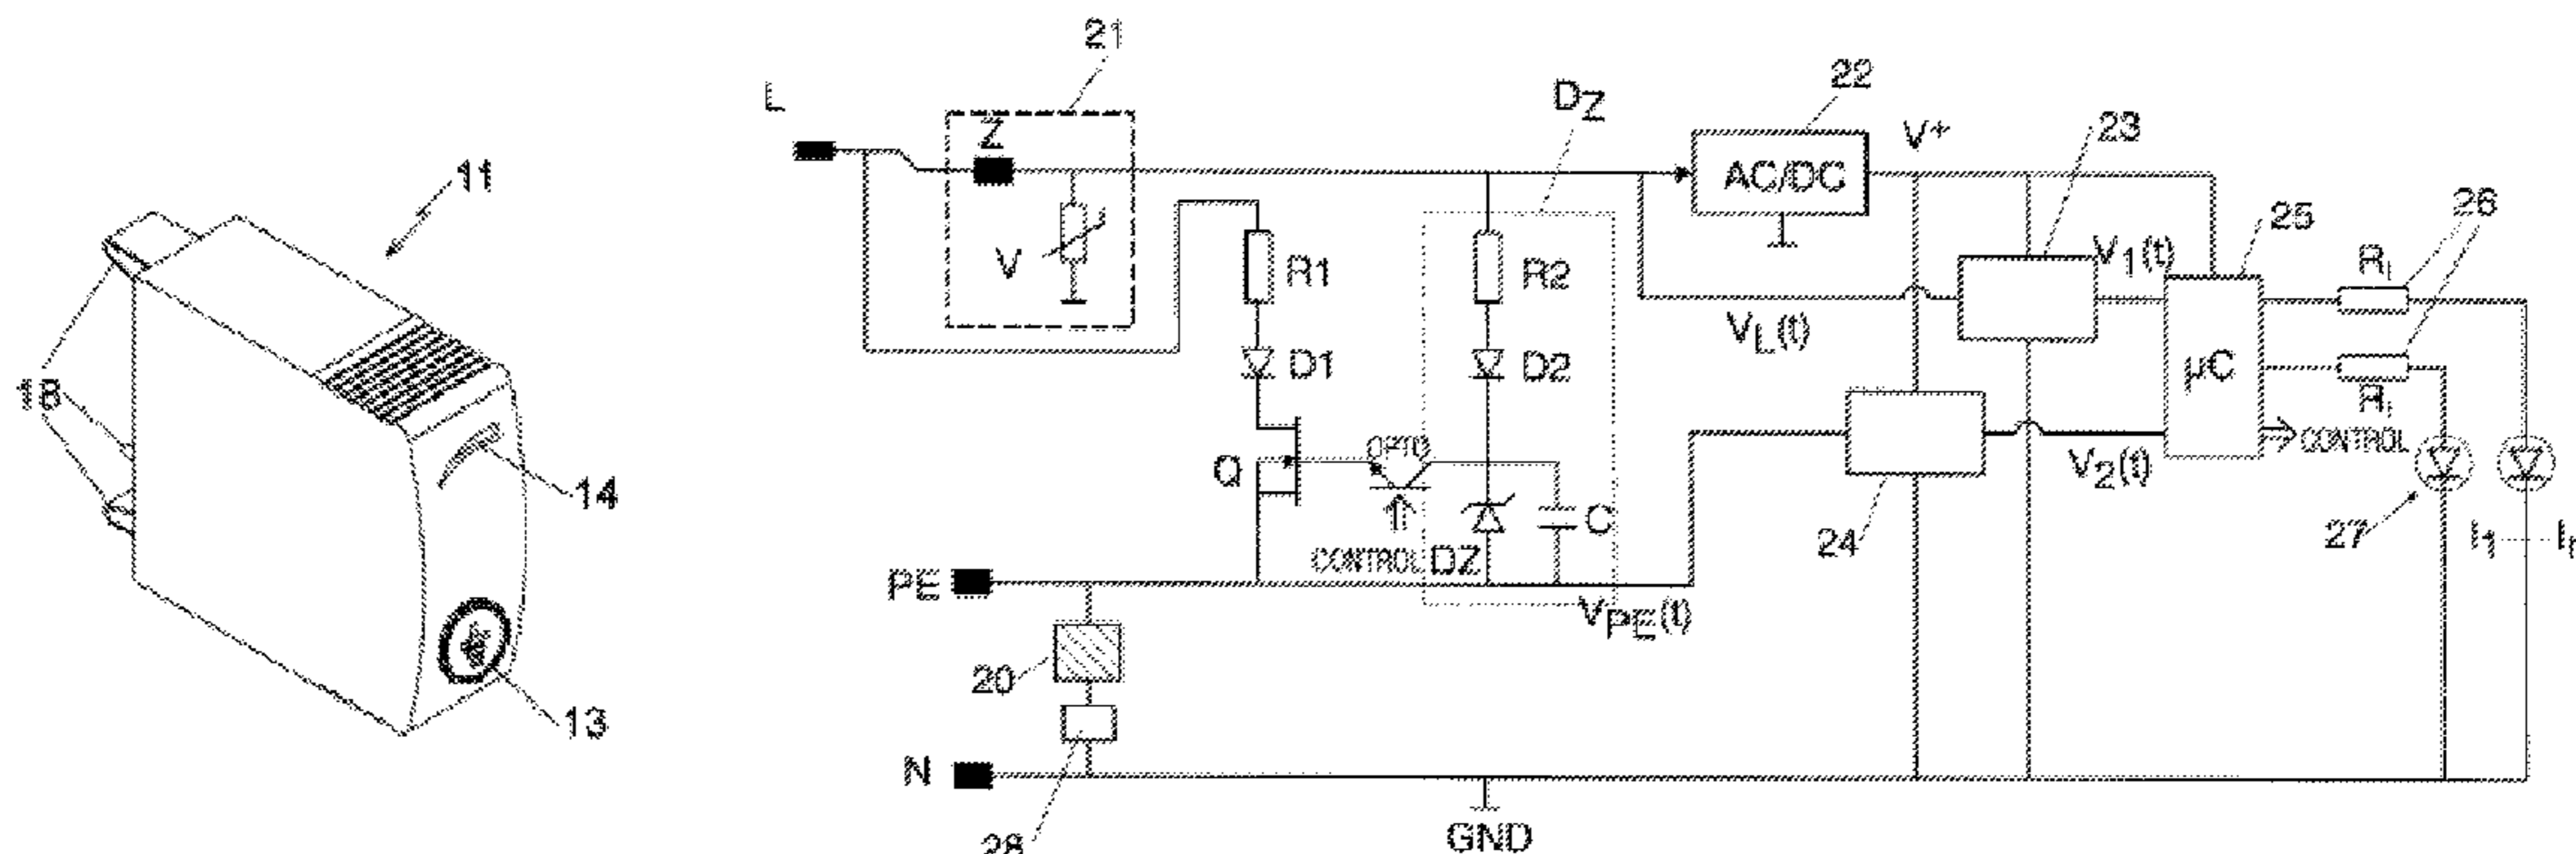 11
18
14
13
L
21
Z
V
R1
D1
Q
OPTO
CONTROL
DZ
R2
D2
DZ
C
22
AC/DC
V+
23
VL(t)
V1(t)
25
µC
26
Ri
Ri
CONTROL
24
V2(t)
27
I1
PE
VPE(t)
20
28
N
GND